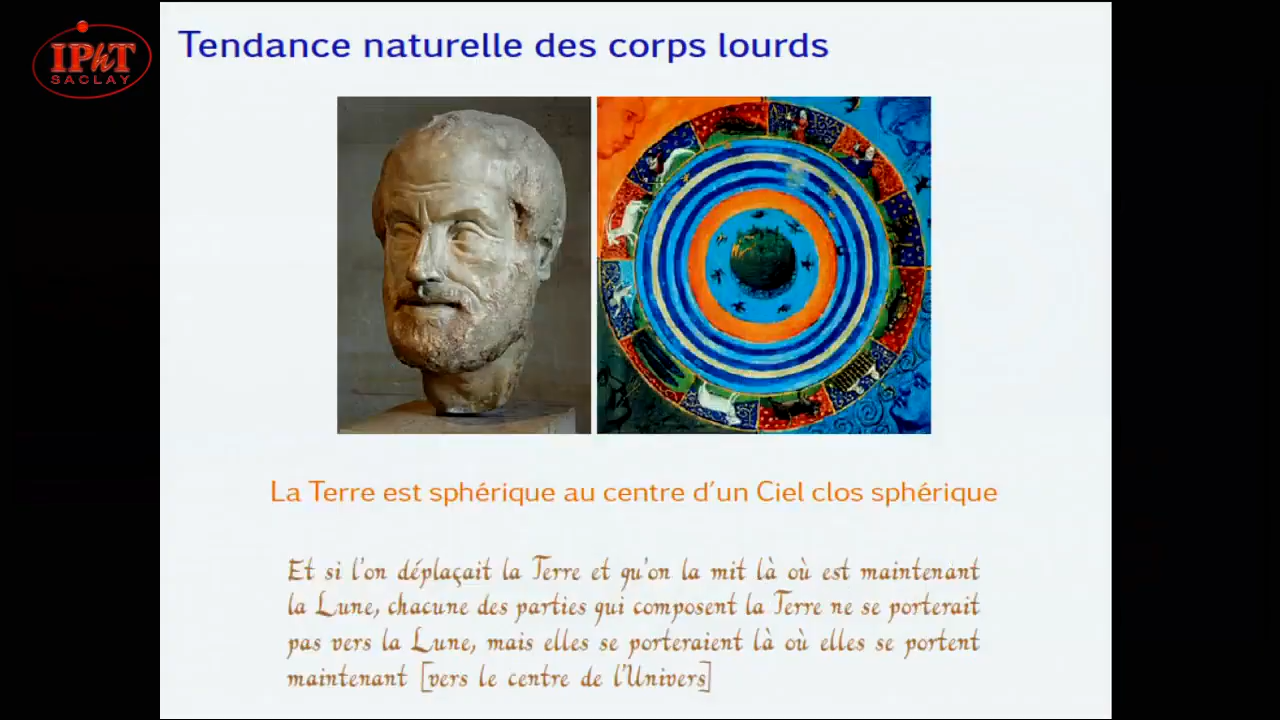 IPhT
SACLAY
Tendance naturelle des corps lourds
La Terre est sphérique au centre d'un Ciel clos sphérique
Et si l'on déplaçait la Terre et qu'on la mit là où est maintenant
la Lune, chacune des parties qui composent la Terre ne se porterait
pas vers la Lune, mais elles se porteraient là où elles se portent
maintenant [vers le centre de l'Univers]